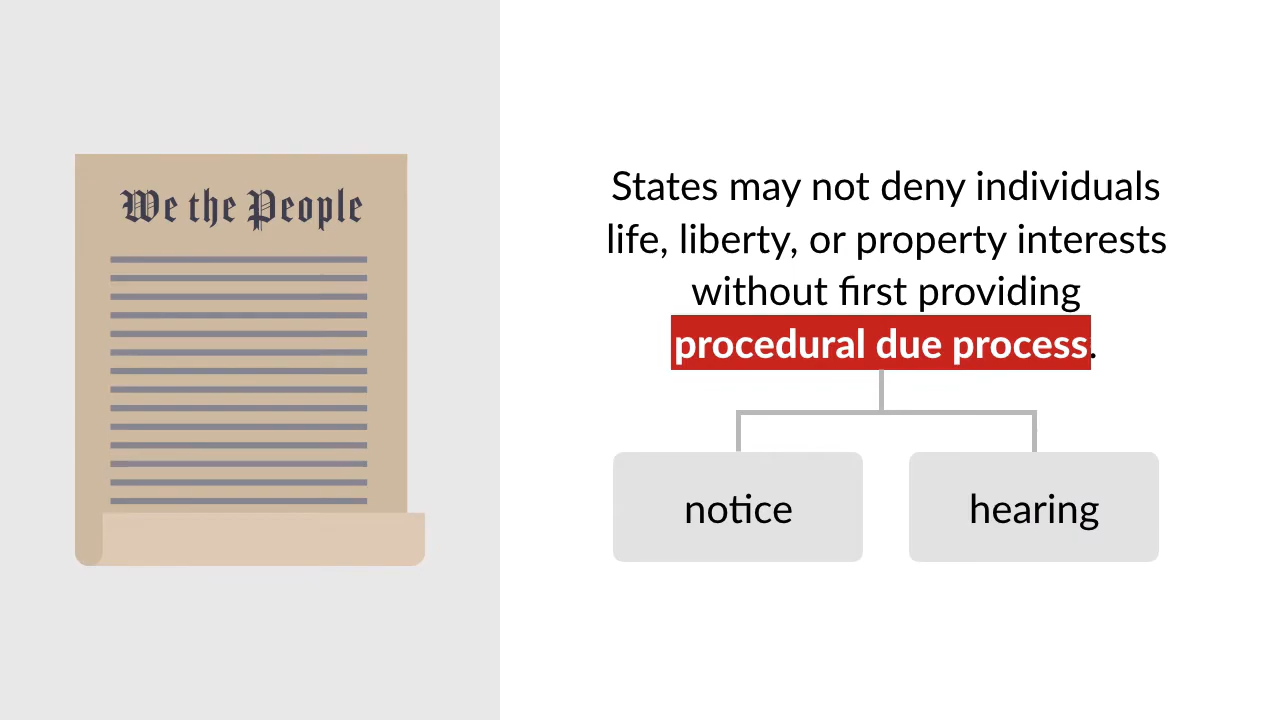 We the People
States may not deny individuals
life, liberty, or property interests
without first providing
procedural due process.
notice
hearing